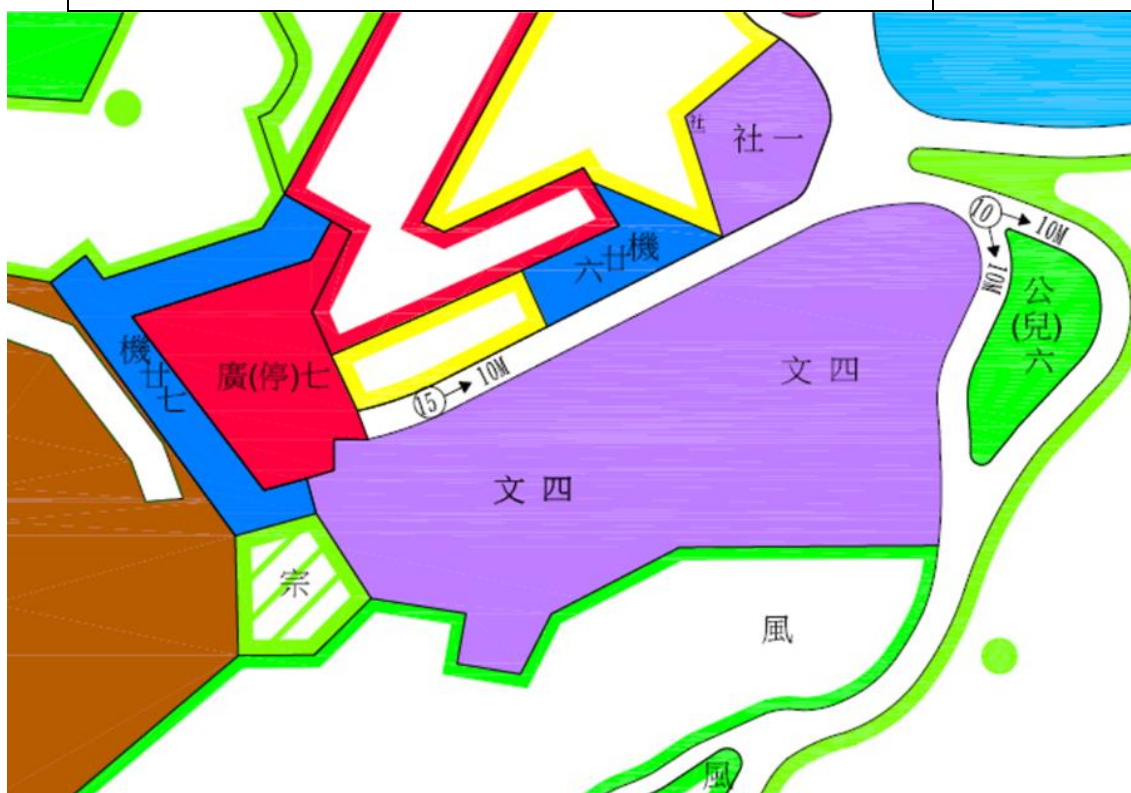 社
社 一
機廿六
⑩→10M
10M
公(兒)六
機廿七
廣(停)七
⑮→10M
文 四
文 四
宗
風
風